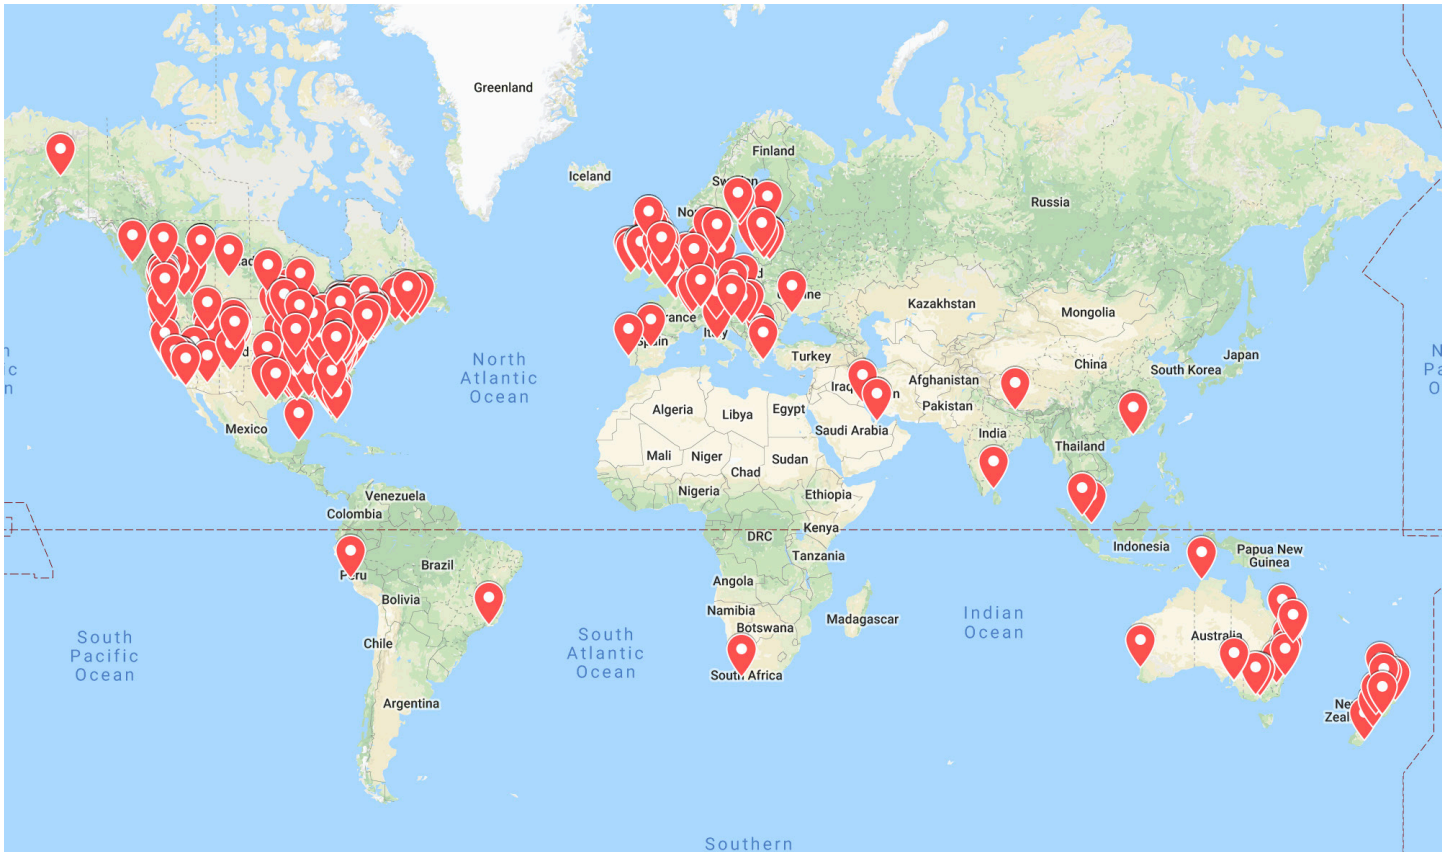 Greenland
Finland
Iceland
Russia
Kazakhstan
Mongolia
North
Atlantic
Ocean
Turkey
China
Japan
South Korea
Afghanistan
Pakistan
Algeria
Libya
Egypt
Saudi Arabia
Mexico
India
Thailand
Mali
Niger
Chad
Sudan
Venezuela
Nigeria
Ethiopia
Colombia
Kenya
DRC
Indonesia
Papua New
Guinea
Tanzania
Brazil
Peru
Angola
Bolivia
Namibia
Botswana
Madagascar
Indian
Ocean
South
Pacific
Ocean
Chile
South
Atlantic
Ocean
Australia
South Africa
Argentina
Southern